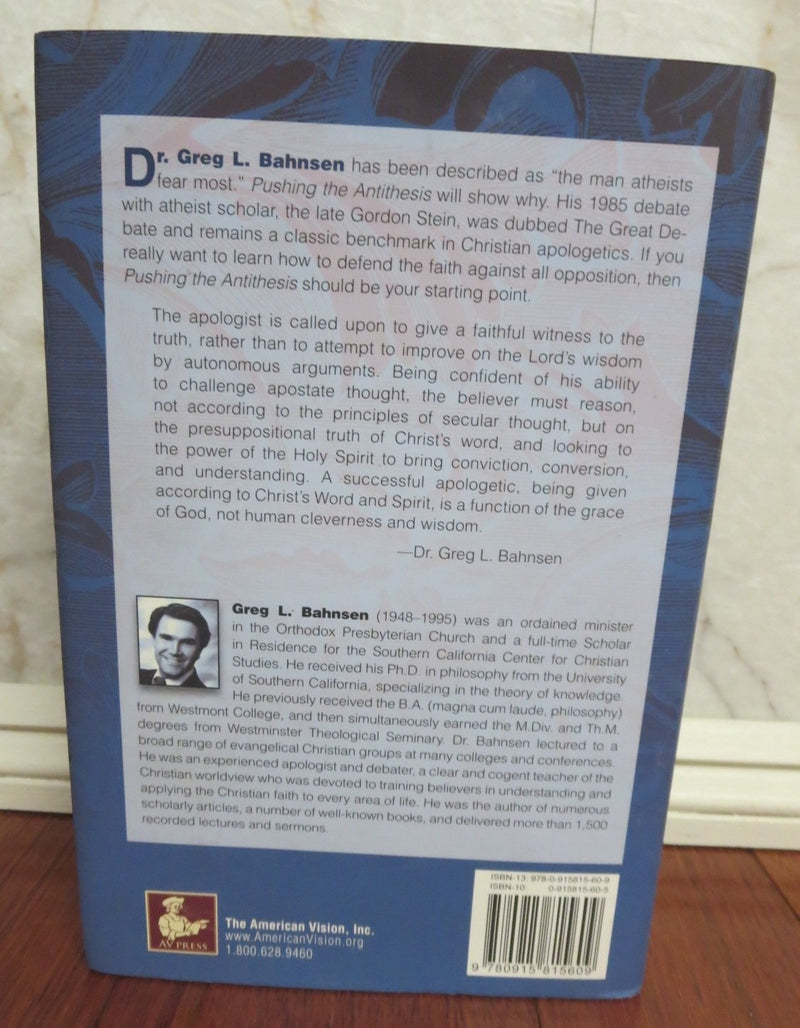 Dr. Greg L. Bahnsen has been described as “the man atheists
fear most.” Pushing the Antithesis will show why. His 1985 debate
with atheist scholar, the late Gordon Stein, was dubbed The Great De-
bate and remains a classic benchmark in Christian apologetics. If you
really want to learn how to defend the faith against all opposition, then
Pushing the Antithesis should be your starting point.
The apologist is called upon to give a faithful witness to the
truth, rather than to attempt to improve on the Lord’s wisdom
by autonomous arguments. Being confident of his ability
to challenge apostate thought, the believer must reason,
not according to the principles of secular thought, but on
the presuppositional truth of Christ’s word, and looking to
the power of the Holy Spirit to bring conviction, conversion,
and understanding. A successful apologetic, being given
according to Christ’s Word and Spirit, is a function of the grace
of God, not human cleverness and wisdom.
—Dr. Greg L. Bahnsen
Greg L. Bahnsen (1948–1995) was an ordained minister
in the Orthodox Presbyterian Church and a full-time Scholar
in Residence for the Southern California Center for Christian
Studies. He received his Ph.D. in philosophy from the University
of Southern California, specializing in the theory of knowledge.
He previously received the B.A. (magna cum laude, philosophy)
from Westmont College, and then simultaneously earned the M.Div. and Th.M.
degrees from Westminster Theological Seminary. Dr. Bahnsen lectured to a
broad range of evangelical Christian groups at many colleges and conferences.
He was an experienced apologist and debater, a clear and cogent teacher of the
Christian worldview who was devoted to training believers in understanding and
applying the Christian faith to every area of life. He was the author of numerous
scholarly articles, a number of well-known books, and delivered more than 1,500
recorded lectures and sermons.
AV PRESS
The American Vision, Inc.
www.AmericanVision.org
1.800.628.9460
ISBN-13: 978-0-915815-60-9
ISBN-10: 0-915815-60-5
9 780915 815609